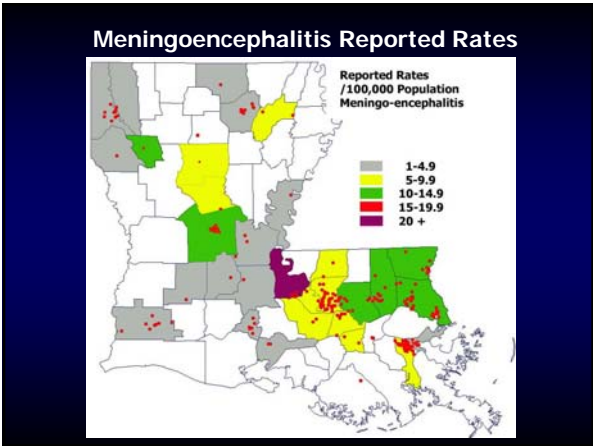 Meningoencephalitis Reported Rates
Reported Rates
/100,000 Population
Meningo-encephalitis
1-4.9
5-9.9
10-14.9
15-19.9
20 +